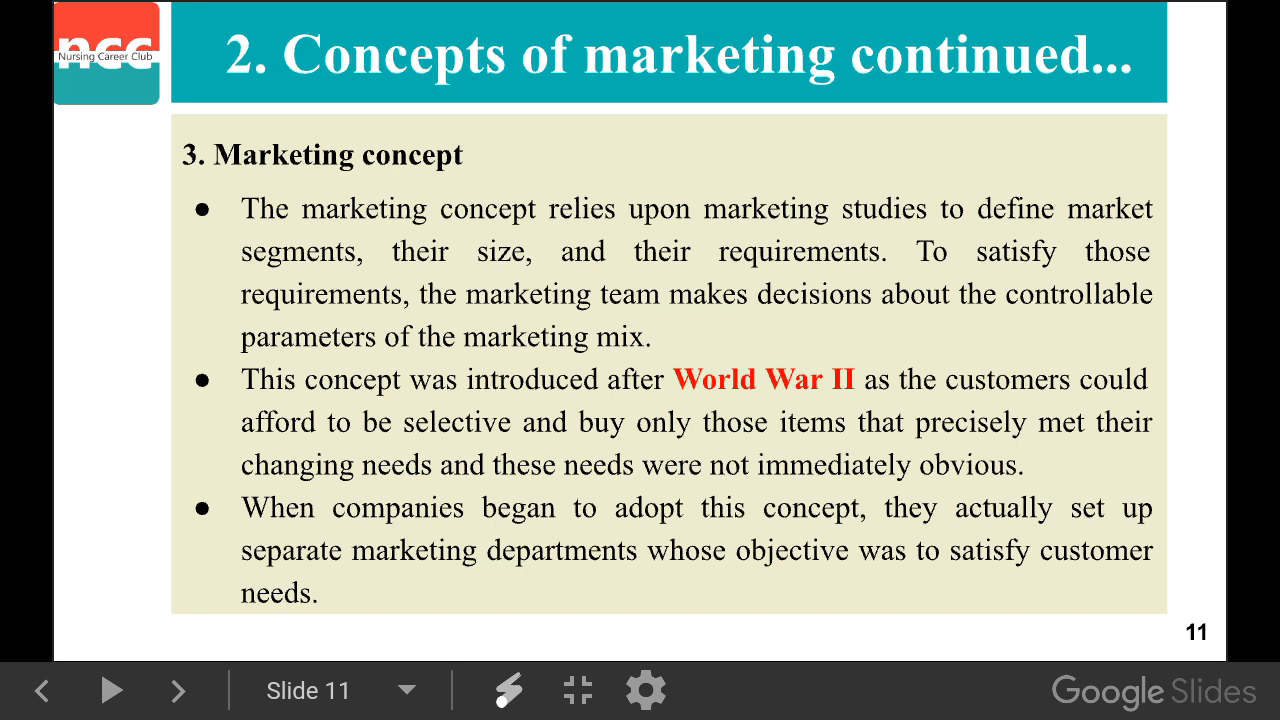 ncc
Nursing Career Club
2. Concepts of marketing continued...
3. Marketing concept
● The marketing concept relies upon marketing studies to define market
segments, their size, and their requirements. To satisfy those
requirements, the marketing team makes decisions about the controllable
parameters of the marketing mix.
● This concept was introduced after World War II as the customers could
afford to be selective and buy only those items that precisely met their
changing needs and these needs were not immediately obvious.
● When companies began to adopt this concept, they actually set up
separate marketing departments whose objective was to satisfy customer
needs.
11
Slide 11
Google Slides